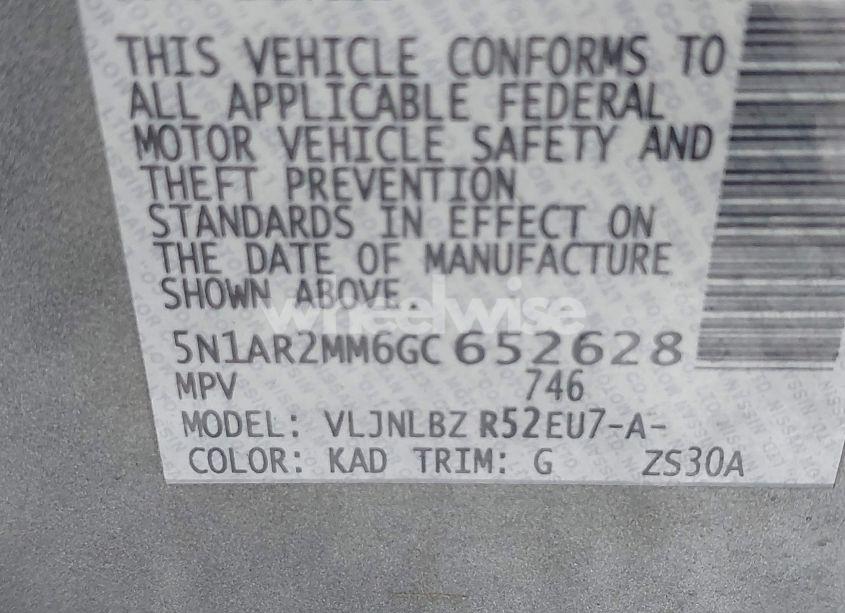 THIS VEHICLE CONFORMS TO
ALL APPLICABLE FEDERAL
MOTOR VEHICLE SAFETY AND
THEFT PREVENTION
STANDARDS IN EFFECT ON
THE DATE OF MANUFACTURE
SHOWN ABOVE.
wheelwise
5N1AR2MM6GC652628
MPV 746
MODEL: VLJNLBZ R52EU7-A-
COLOR: KAD TRIM: G ZS30A